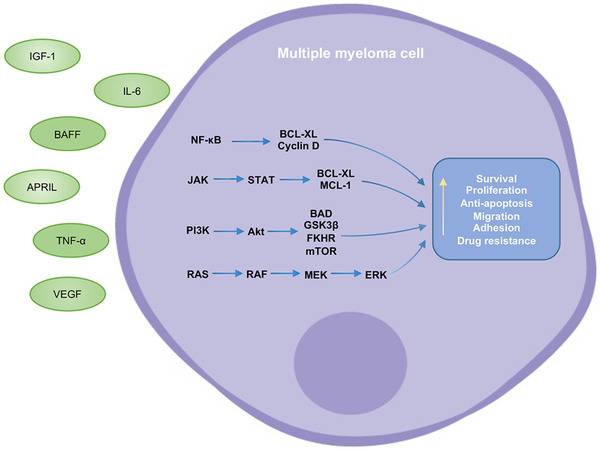 Multiple myeloma cell
IGF-1
IL-6
BAFF
APRIL
TNF-α
VEGF
NF-κB
BCL-XL
Cyclin D
JAK
STAT
BCL-XL
MCL-1
PI3K
Akt
BAD
GSK3β
FKHR
mTOR
RAS
RAF
MEK
ERK
Survival
Proliferation
Anti-apoptosis
Migration
Adhesion
Drug resistance